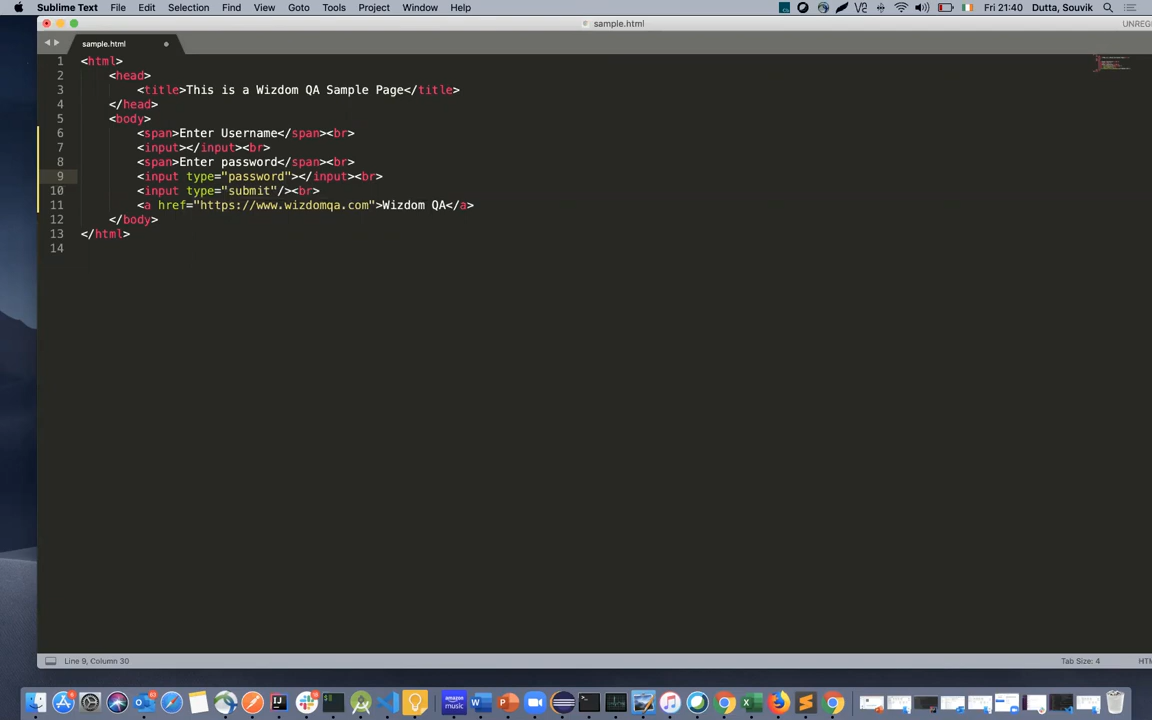 Sublime Text File Edit Selection Find View Goto Tools Project Window Help Fri 21:40 Dutta, Souvik
sample.html UNREG
sample.html
1 <html>
2 <head>
3 <title>This is a Wizdom QA Sample Page</title>
4 </head>
5 <body>
6 <span>Enter Username</span><br>
7 <input></input><br>
8 <span>Enter password</span><br>
9 <input type="password"></input><br>
10 <input type="submit"/><br>
11 <a href="https://www.wizdomqa.com">Wizdom QA</a>
12 </body>
13 </html>
14
Line 9, Column 30 Tab Size: 4 HTM
amazon music